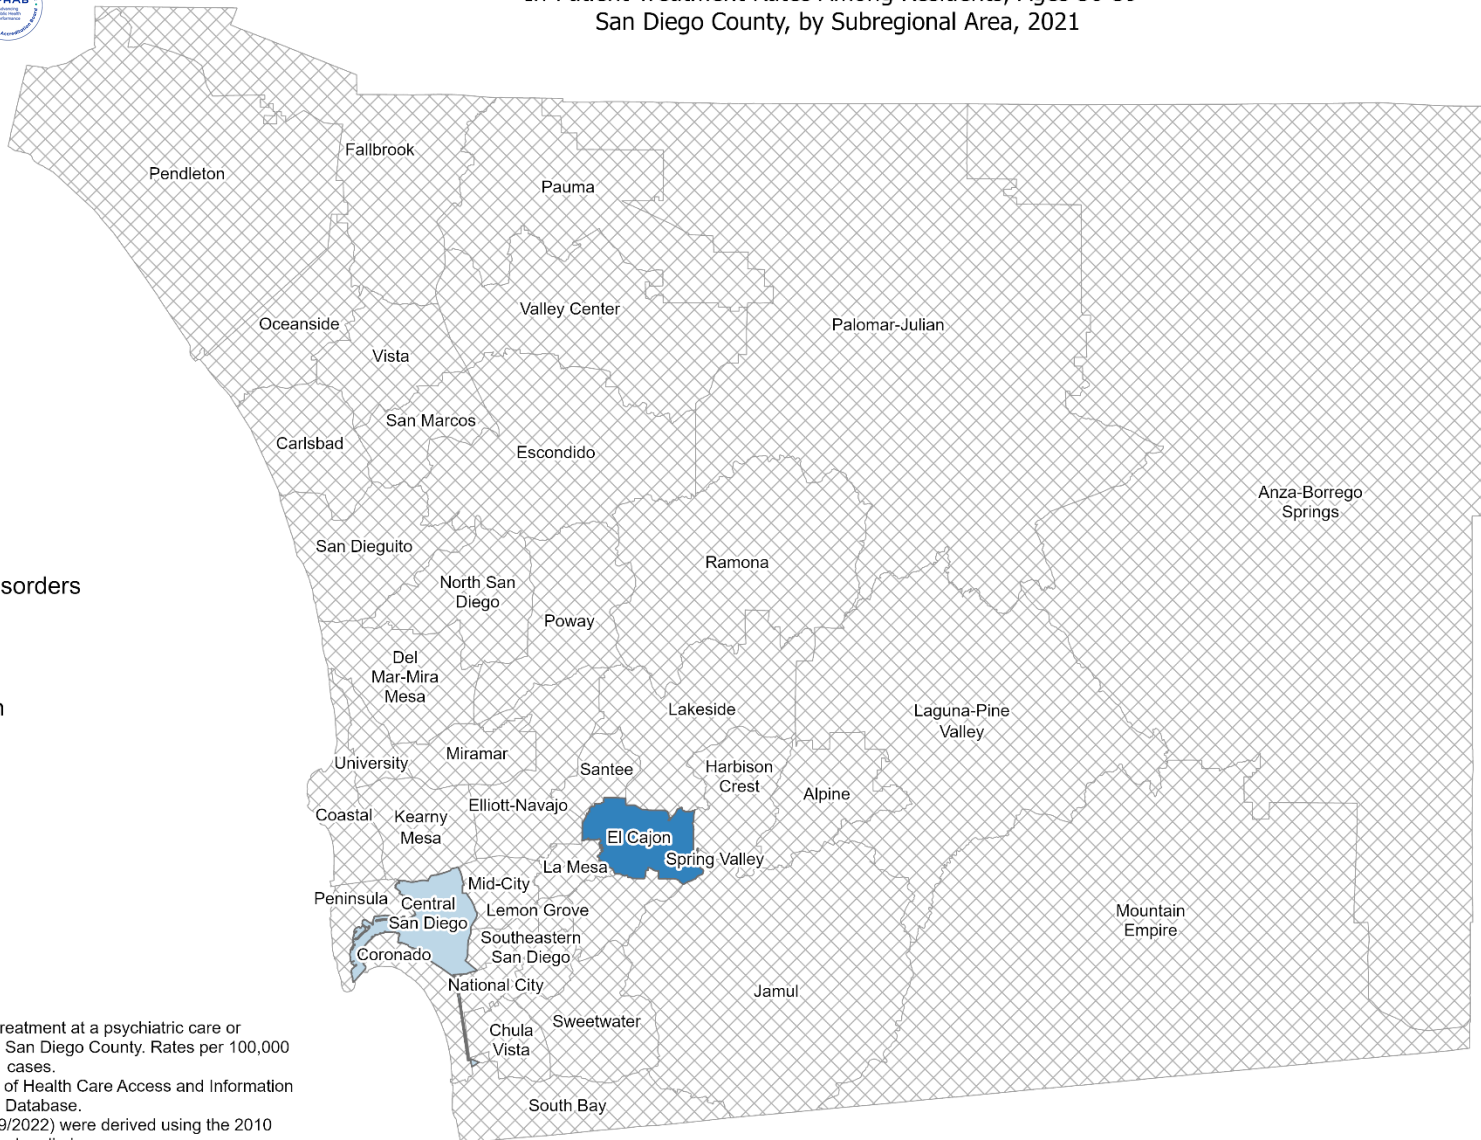 San Diego County, by Subregional Area, 2021
Fallbrook
Pendleton
Pauma
Valley Center
Oceanside
Palomar-Julian
Vista
San Marcos
Carlsbad
Escondido
Anza-Borrego
Springs
San Dieguito
Ramona
North San
Diego
Poway
Del
Mar-Mira
Mesa
Lakeside
Laguna-Pine
Valley
Miramar
University
Santee
Harbison
Crest
Alpine
Elliott-Navajo
Coastal
Kearny
Mesa
El Cajon
Spring Valley
La Mesa
Mid-City
Peninsula
Central
San Diego
Lemon Grove
Mountain
Empire
Southeastern
San Diego
Coronado
National City
Jamul
Sweetwater
Chula
Vista
South Bay
sorders
n
reatment at a psychiatric care or
San Diego County. Rates per 100,000
cases.
of Health Care Access and Information
Database.
9/2022) were derived using the 2010